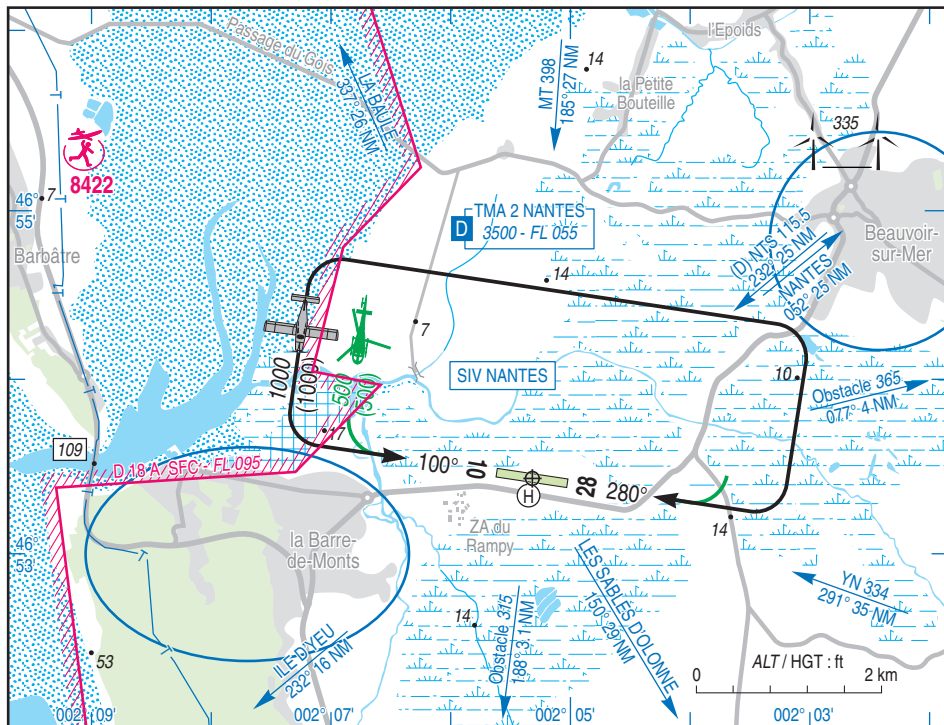 Passage du Gois
l'Epoids
LA BAULE
337° 26 NM
MT 398
185° 27 NM
14
la Petite
Bouteille
335
8422
7
46°
55'
Barbâtre
TMA 2 NANTES
D
3500 - FL 055
(D) NTS 115.5
232° 25 NM
NANTES
052° 25 NM
Beauvoir-
sur-Mer
14
7
1000
(1000)
500
(500)
SIV NANTES
10
Obstacle 365
077° 4 NM
17
109
D 18 A SFC - FL 095
100°
10
H
28
280°
14
ZA du
Rampy
46°
53'
la Barre-
de-Monts
YN 334
291° 35 NM
LES SABLES D'OLONNE
150° 29 NM
14
Obstacle 315
188° 3.1 NM
53
ILE D'YEU
232° 16 NM
ALT / HGT : ft
0
2 km
002° 09'
002° 07'
002° 05'
002° 03'